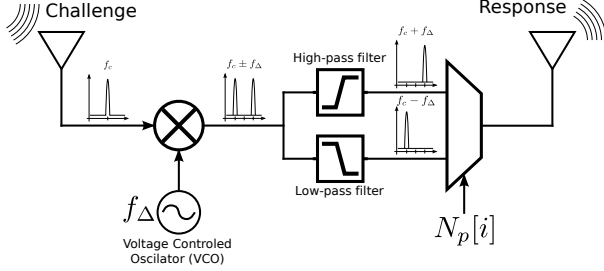 Challenge
Response
f_c
f_c ± f_Δ
High-pass filter
f_c + f_Δ
f_c − f_Δ
Low-pass filter
f_Δ
N_p[i]
Voltage Controled
Oscilator (VCO)